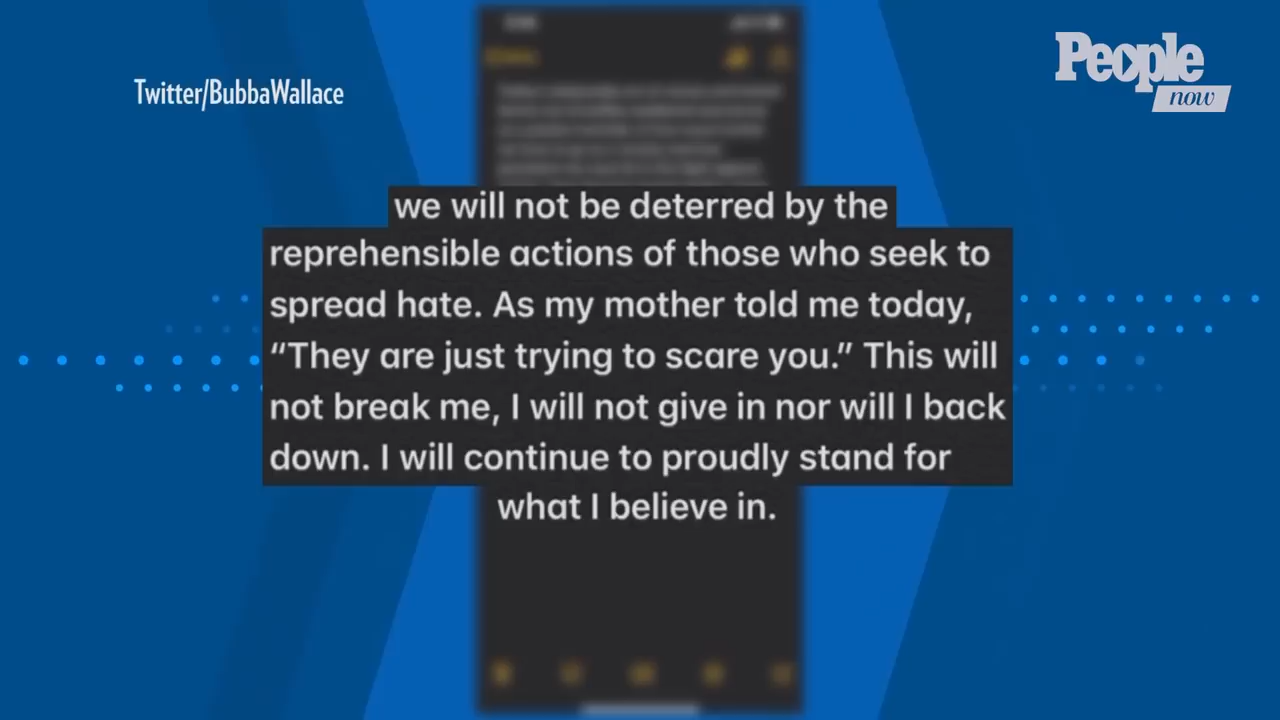 Twitter/BubbaWallace
People
now
we will not be deterred by the
reprehensible actions of those who seek to
spread hate. As my mother told me today,
“They are just trying to scare you.” This will
not break me, I will not give in nor will I back
down. I will continue to proudly stand for
what I believe in.